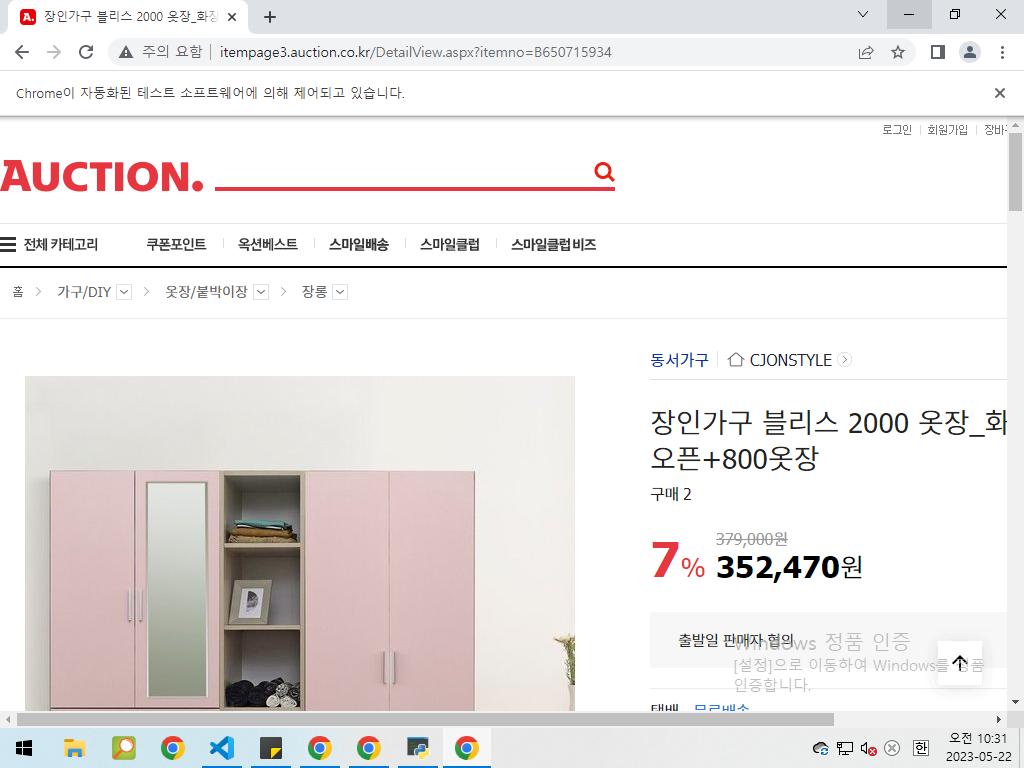 장인가구 블리스 2000 옷장_화장
주의 요함 itempage3.auction.co.kr/DetailView.aspx?itemno=B650715934
Chrome이 자동화된 테스트 소프트웨어에 의해 제어되고 있습니다.
로그인 회원가입 장바구
AUCTION.
전체 카테고리 쿠폰포인트 옥션베스트 스마일배송 스마일클럽 스마일클럽 비즈
홈 가구/DIY 옷장/붙박이장 장롱
동서가구 CJONSTYLE
장인가구 블리스 2000 옷장_화
오픈+800옷장
구매 2
379,000원
7% 352,470원
출발일 판매자 협의
Windows 정품 인증
[설정]으로 이동하여 Windows를 정품
인증합니다.
택배 무료배송
한
오전 10:31
2023-05-22